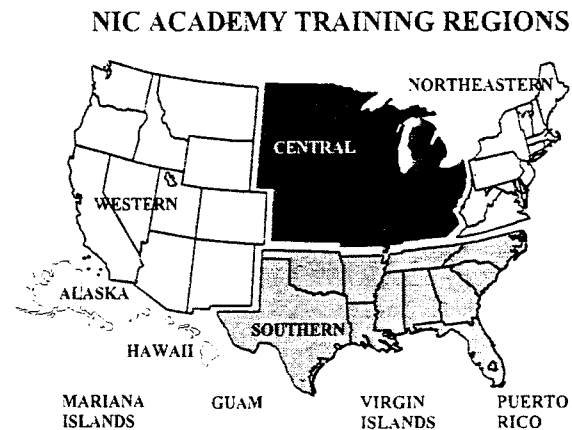 NIC ACADEMY TRAINING REGIONS
NORTHEASTERN
CENTRAL
WESTERN
ALASKA
SOUTHERN
HAWAII
MARIANA
ISLANDS
GUAM
VIRGIN
ISLANDS
PUERTO
RICO